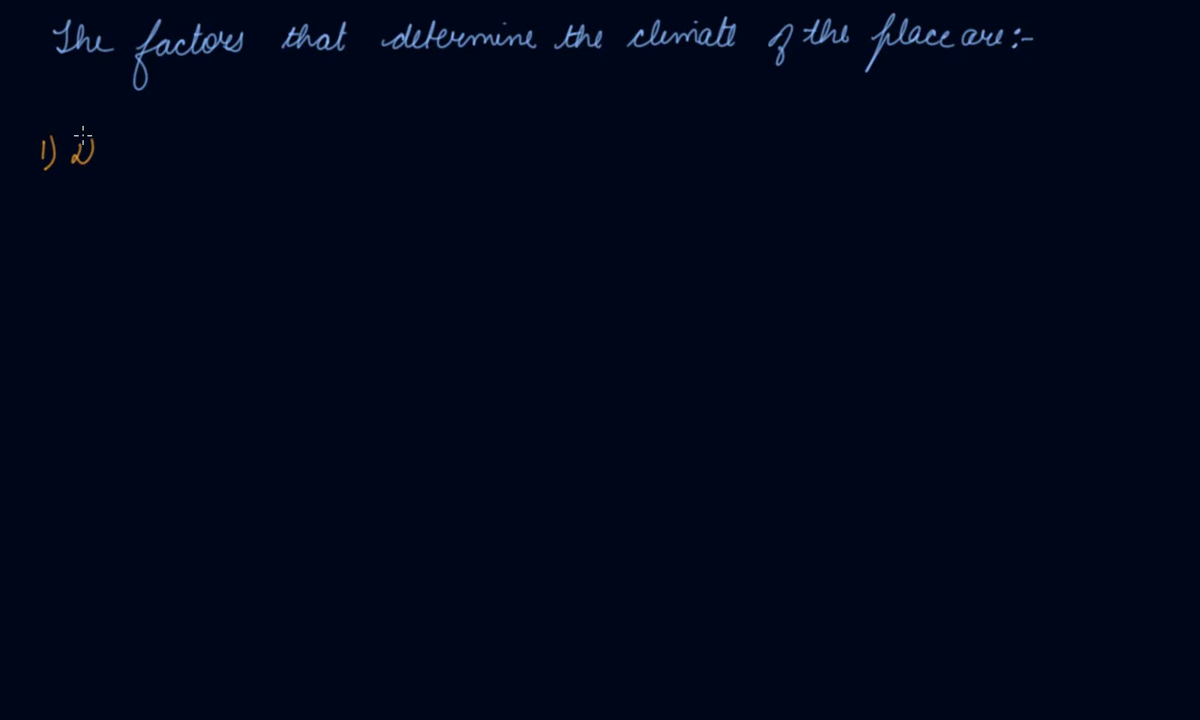 The factors that determine the climate of the place are:-
1) D